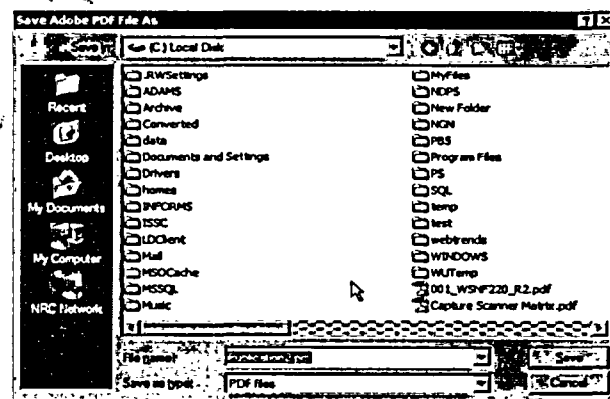 Save Adobe PDF File As
Save in: (C:) Local Disk
Recent
Desktop
My Documents
My Computer
NRC Network
.RWSettings
ADAMS
Archive
Converted
data
Documents and Settings
Drivers
homes
INFORMS
ISSC
LDClient
Mail
MSOCache
MSSQL
Music
MyFiles
NDPS
New Folder
NGN
PBS
Program Files
PS
SQL
temp
test
webtrends
WINDOWS
WUTemp
001_WSNF220_R2.pdf
Capture Scanner Matrix.pdf
File name:
Save
Save as type: PDF files
Cancel